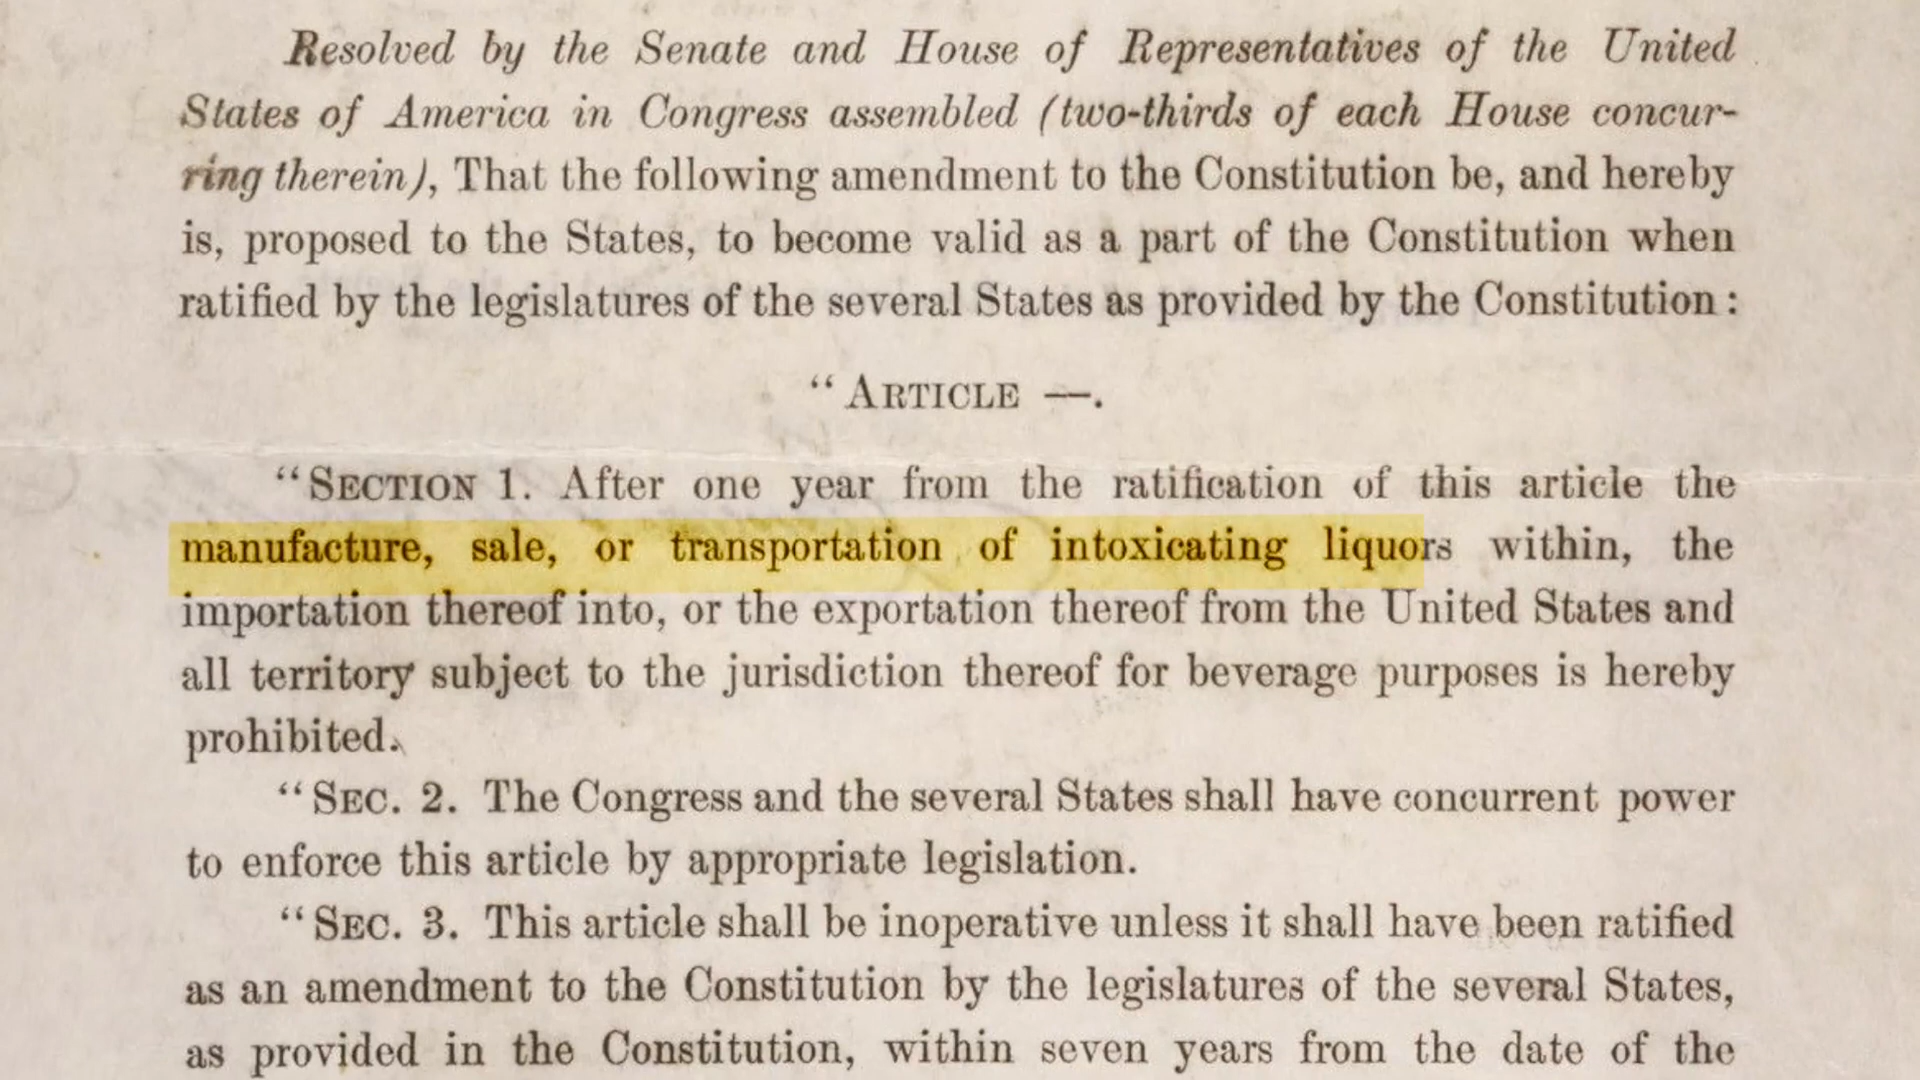 Resolved by the Senate and House of Representatives of the United
States of America in Congress assembled (two-thirds of each House concur-
ring therein), That the following amendment to the Constitution be, and hereby
is, proposed to the States, to become valid as a part of the Constitution when
ratified by the legislatures of the several States as provided by the Constitution:
“ARTICLE —.
“SECTION 1. After one year from the ratification of this article the
manufacture, sale, or transportation of intoxicating liquors within, the
importation thereof into, or the exportation thereof from the United States and
all territory subject to the jurisdiction thereof for beverage purposes is hereby
prohibited.
“SEC. 2. The Congress and the several States shall have concurrent power
to enforce this article by appropriate legislation.
“SEC. 3. This article shall be inoperative unless it shall have been ratified
as an amendment to the Constitution by the legislatures of the several States,
as provided in the Constitution, within seven years from the date of the